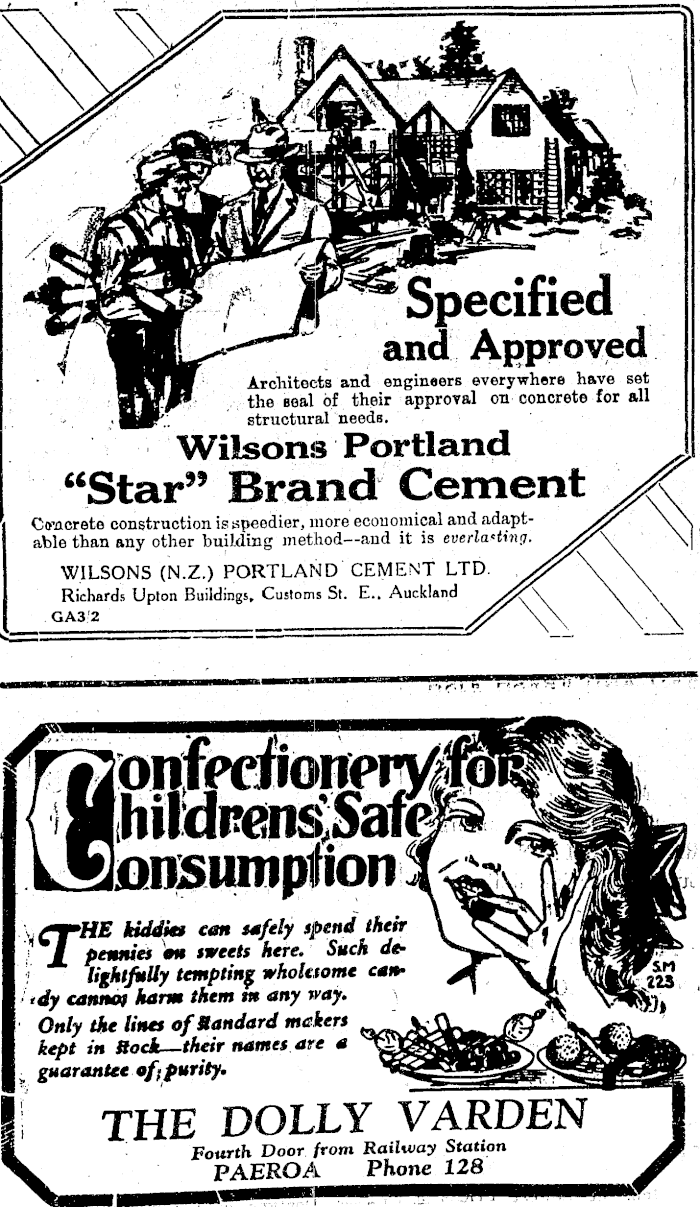 Specified
and Approved
Architects and engineers everywhere have set
the seal of their approval on concrete for all
structural needs.
Wilsons Portland
“Star” Brand Cement
Concrete construction is speedier, more economical and adapt-
able than any other building method--and it is everlasting.
WILSONS (N.Z.) PORTLAND CEMENT LTD.
Richards Upton Buildings, Customs St. E., Auckland
GA3/2
Confectionery for
Childrens' Safe
Consumption
THE kiddies can safely spend their
pennies on sweets here. Such de-
lightfully tempting wholesome can-
dy cannot harm them in any way.
Only the lines of standard makers
kept in stock—their names are a
guarantee of purity.
S.M
223
THE DOLLY VARDEN
Fourth Door from Railway Station
PAEROA Phone 128